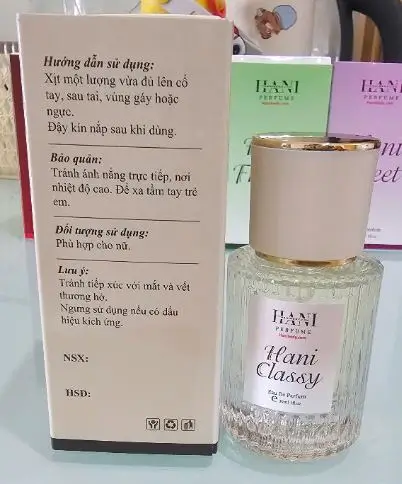 Hướng dẫn sử dụng:
Xịt một lượng vừa đủ lên cổ
tay, sau tai, vùng gáy hoặc
ngực.
Đậy kín nắp sau khi dùng.
Bảo quản:
Tránh ánh nắng trực tiếp, nơi
nhiệt độ cao. Để xa tầm tay trẻ
em.
Đối tượng sử dụng:
Phù hợp cho nữ.
Lưu ý:
Tránh tiếp xúc với mắt và vết
thương hở.
Ngưng sử dụng nếu có dấu
hiệu kích ứng.
NSX:
HSD:
HANI
PERFUME
HANI
PERFUME
HANI
PERFUME
Hani
Classy
Eau De Parfum